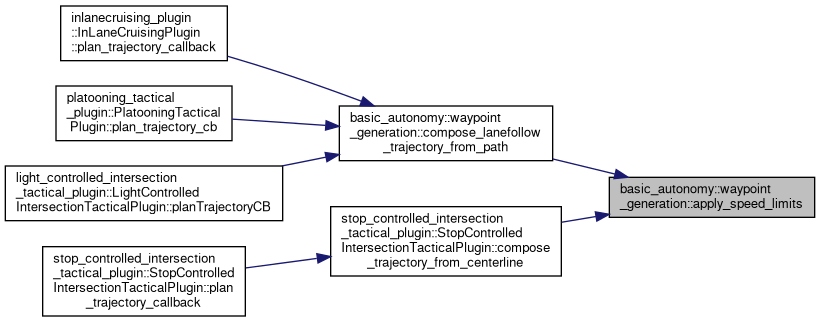 inlanecruising_plugin
::InLaneCruisingPlugin
::plan_trajectory_callback
platooning_tactical
_plugin::PlatooningTactical
Plugin::plan_trajectory_cb
light_controlled_intersection
_tactical_plugin::LightControlled
IntersectionTacticalPlugin::planTrajectoryCB
stop_controlled_intersection
_tactical_plugin::StopControlled
IntersectionTacticalPlugin::plan
_trajectory_callback
basic_autonomy::waypoint
_generation::compose_lanefollow
_trajectory_from_path
stop_controlled_intersection
_tactical_plugin::StopControlled
IntersectionTacticalPlugin::compose
_trajectory_from_centerline
basic_autonomy::waypoint
_generation::apply_speed_limits